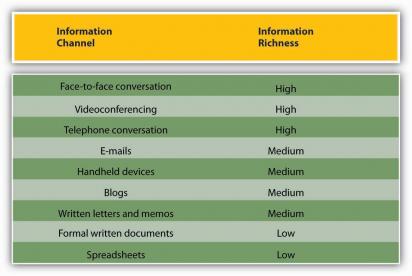 Information Channel Information Richness
Face-to-face conversation High
Videoconferencing High
Telephone conversation High
E-mails Medium
Handheld devices Medium
Blogs Medium
Written letters and memos Medium
Formal written documents Low
Spreadsheets Low